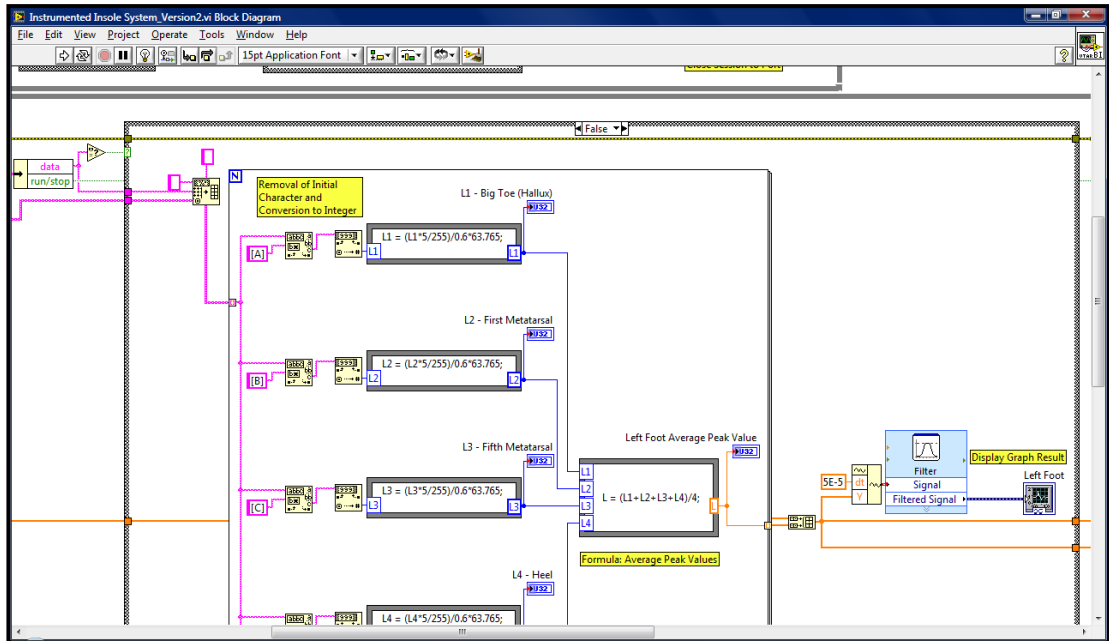 Instrumented Insole System_Version2.vi Block Diagram
File Edit View Project Operate Tools Window Help
15pt Application Font
False
data
run/stop
N
Removal of Initial
Character and
Conversion to Integer
L1 - Big Toe (Hallux)
U32
L1 = (L1*5/255)/0.6*63.765;
[A]
L1
L1
L2 - First Metatarsal
U32
L2 = (L2*5/255)/0.6*63.765;
[B]
L2
L2
L3 - Fifth Metatarsal
U32
L3 = (L3*5/255)/0.6*63.765;
[C]
L3
L3
Left Foot Average Peak Value
U32
L1
L2
L3
L4
L = (L1+L2+L3+L4)/4;
L
Formula: Average Peak Values
L4 - Heel
U32
L4 = (L4*5/255)/0.6*63.765;
5E-5
dt
Y
Filter
Signal
Filtered Signal
Display Graph Result
Left Foot